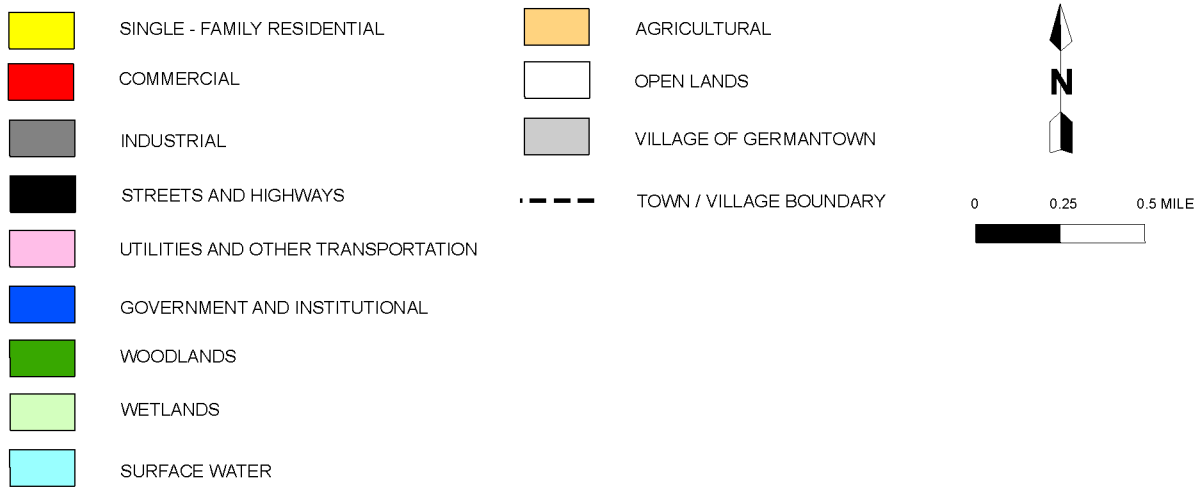 SINGLE - FAMILY RESIDENTIAL
COMMERCIAL
INDUSTRIAL
STREETS AND HIGHWAYS
UTILITIES AND OTHER TRANSPORTATION
GOVERNMENT AND INSTITUTIONAL
WOODLANDS
WETLANDS
SURFACE WATER
AGRICULTURAL
OPEN LANDS
VILLAGE OF GERMANTOWN
TOWN / VILLAGE BOUNDARY
N
0 0.25 0.5 MILE